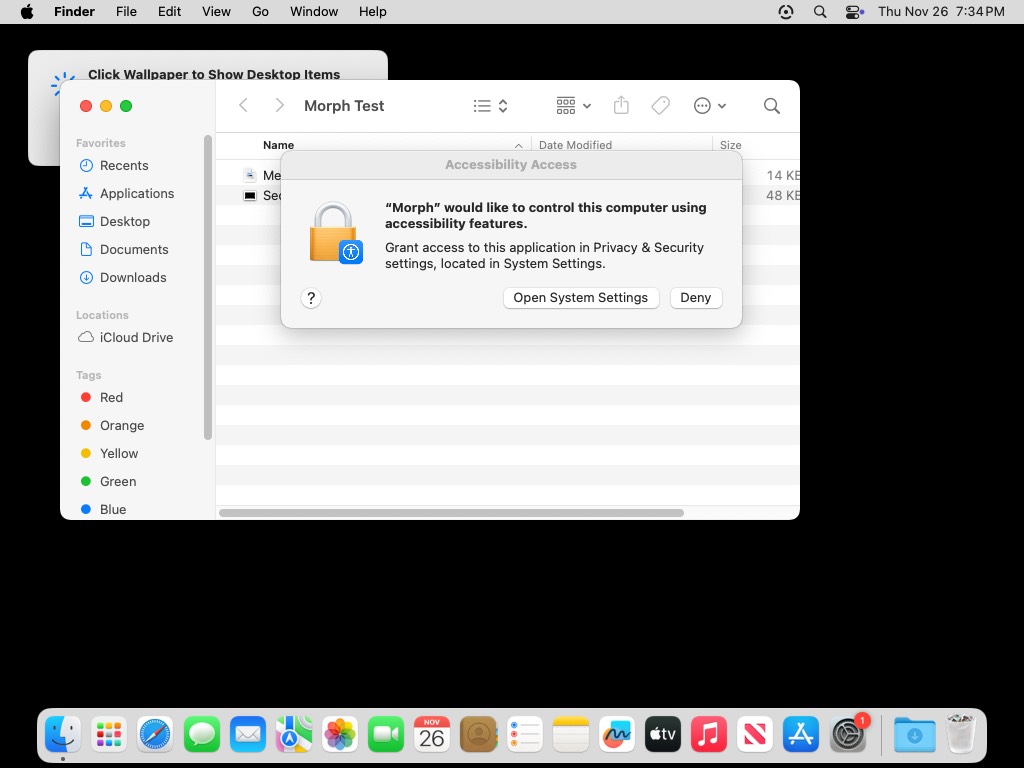 Finder File Edit View Go Window Help Thu Nov 26 7:34 PM
Click Wallpaper to Show Desktop Items
Morph Test
Favorites
Recents
Applications
Desktop
Documents
Downloads
Locations
iCloud Drive
Tags
Red
Orange
Yellow
Green
Blue
Name Date Modified Size
Me 14 KB
Sec 48 KB
Accessibility Access
“Morph” would like to control this computer using
accessibility features.
Grant access to this application in Privacy & Security
settings, located in System Settings.
? Open System Settings Deny
NOV
26
tv
1